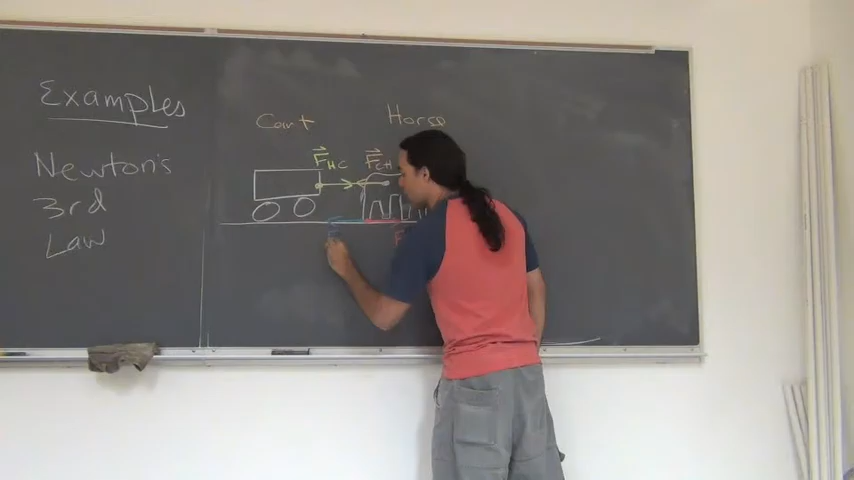 Examples
Newton's
3rd
Law
Cart Horse
F HC F CH
F